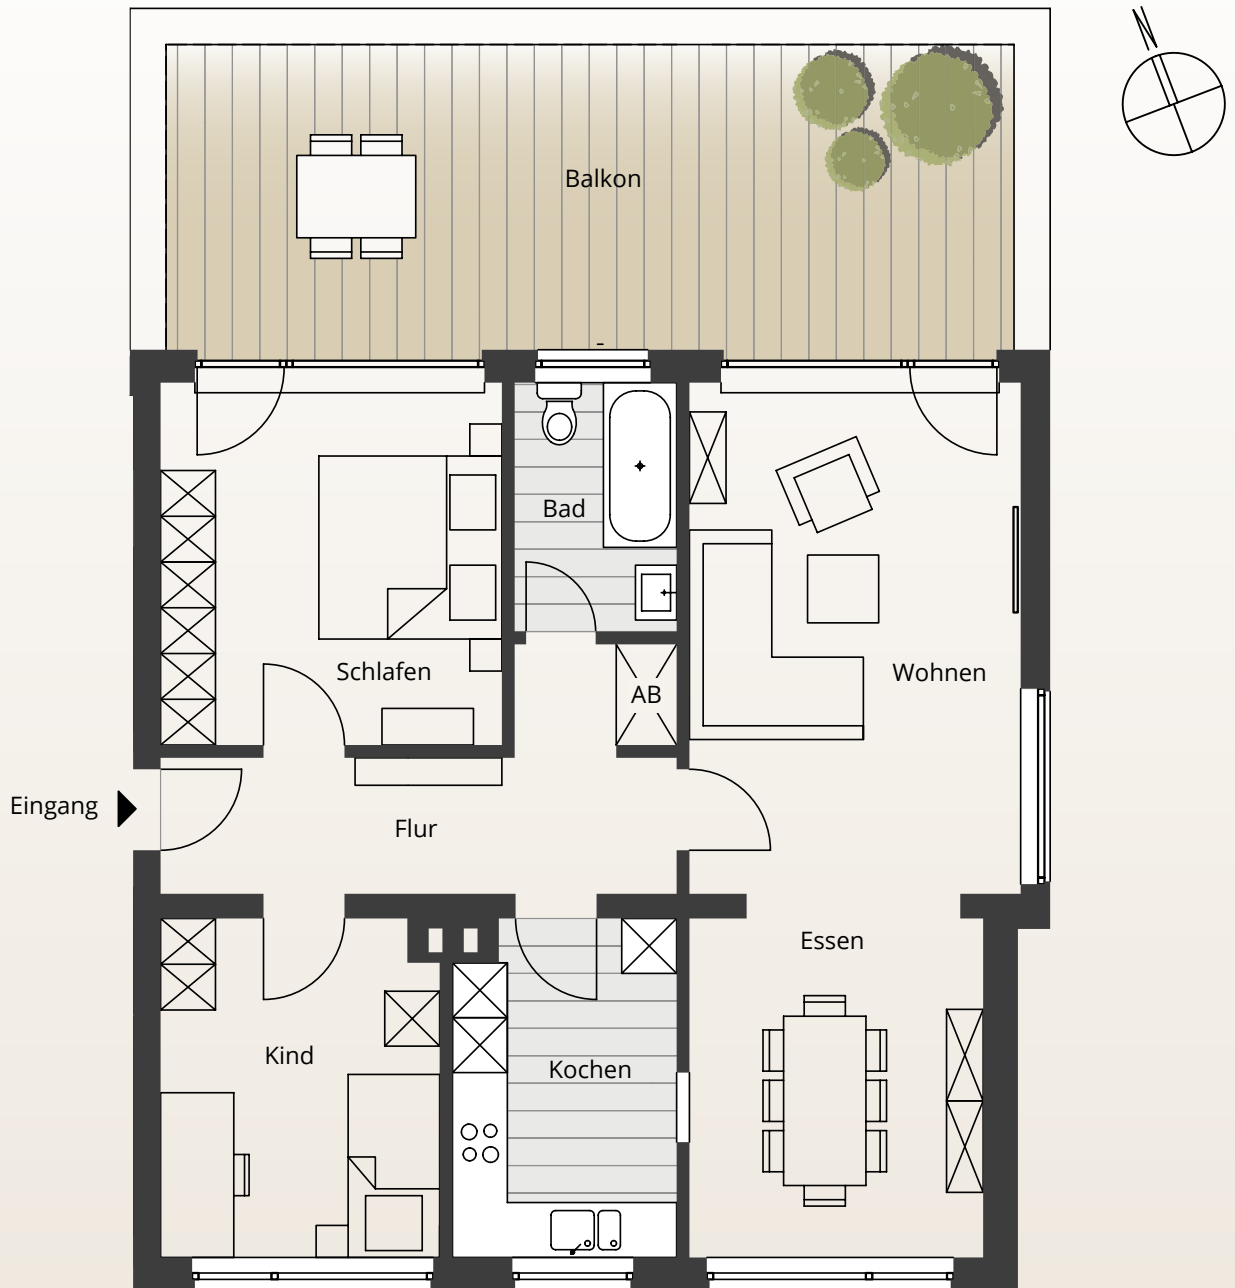 Balkon
Bad
Schlafen
Wohnen
AB
Eingang
Flur
Essen
Kind
Kochen